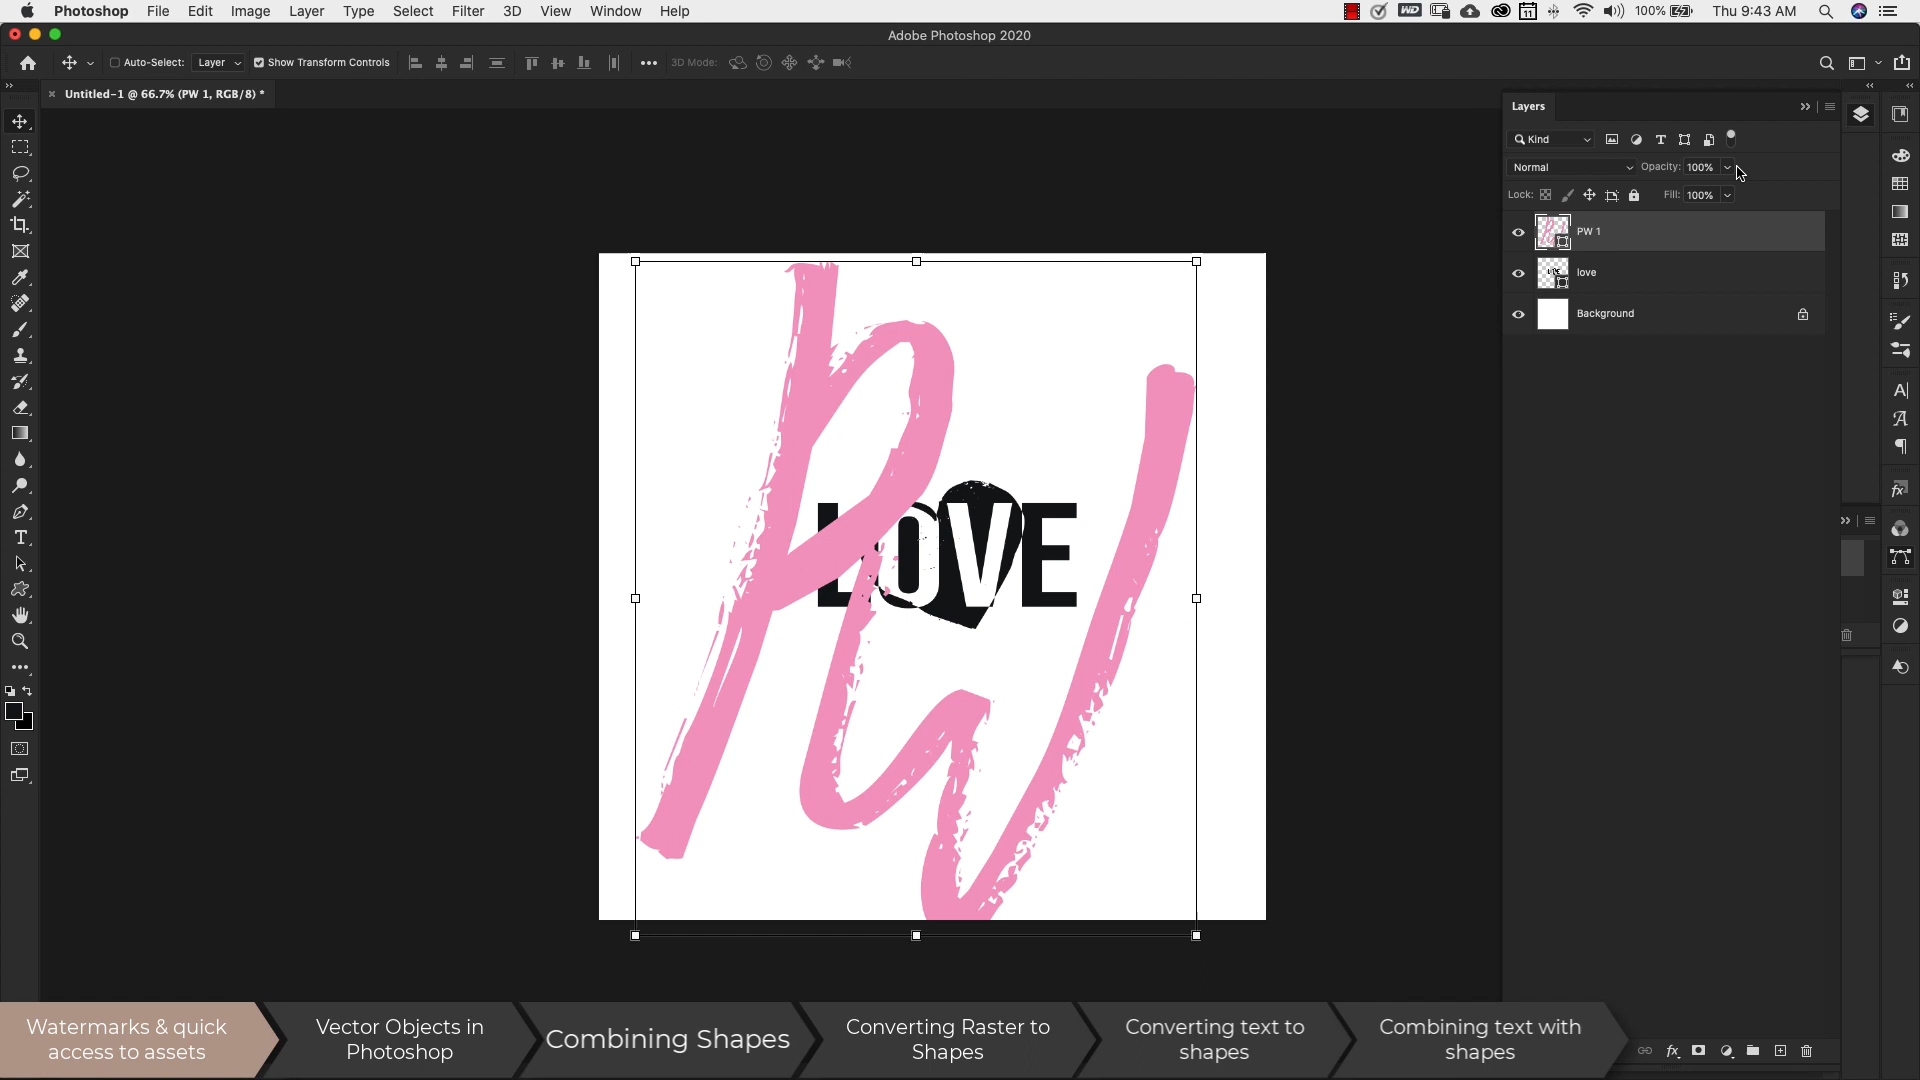 Photoshop File Edit Image Layer Type Select Filter 3D View Window Help
100% Thu 9:43 AM
Adobe Photoshop 2020
Auto-Select: Layer Show Transform Controls 3D Mode:
Untitled-1 @ 66.7% (PW 1, RGB/8) *
Layers
Kind
Normal Opacity: 100%
Lock: Fill: 100%
PW 1
love
Background
PW
LOVE
Watermarks & quick
access to assets
Vector Objects in
Photoshop
Combining Shapes
Converting Raster to
Shapes
Converting text to
shapes
Combining text with
shapes